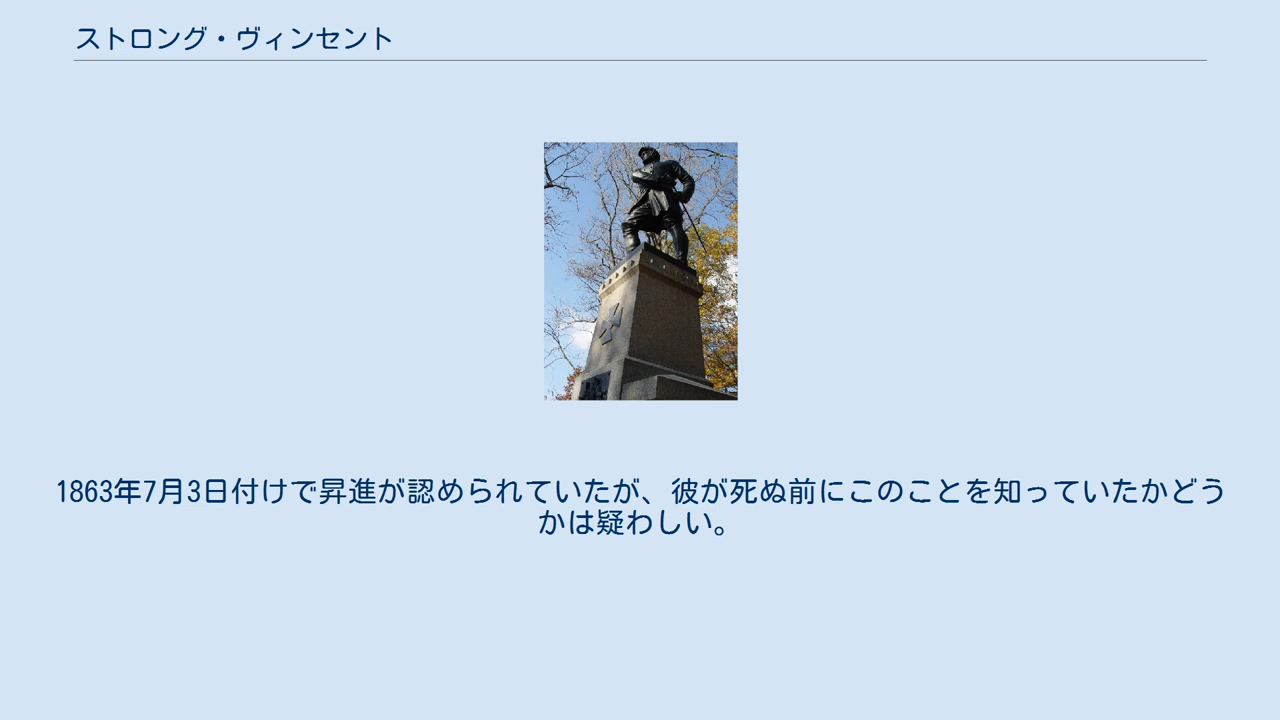 ストロング・ヴィンセント
1863年7月3日付けで昇進が認められていたが、彼が死ぬ前にこのことを知っていたかどう
かは疑わしい。